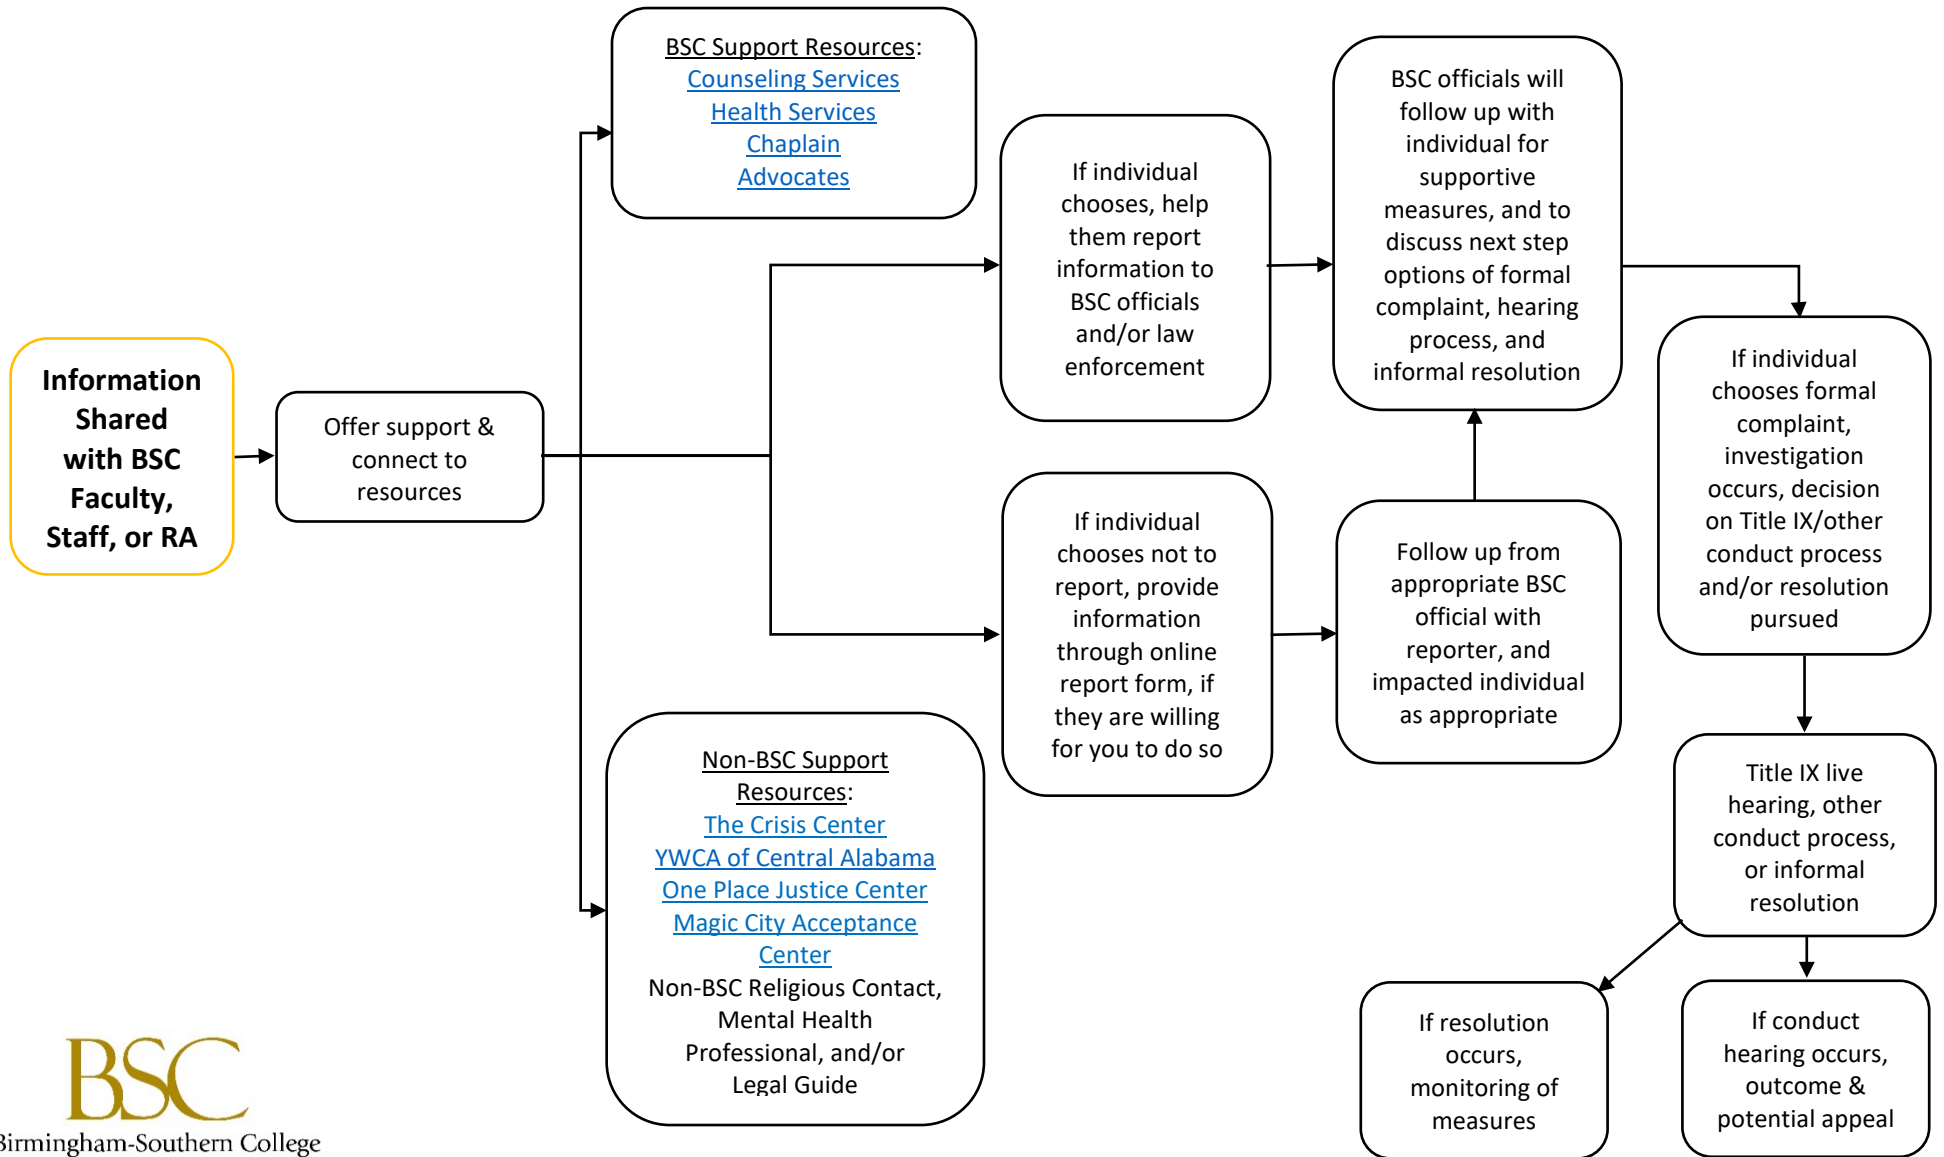 Information
Shared
with BSC
Faculty,
Staff, or RA
Offer support &
connect to
resources
BSC Support Resources:
Counseling Services
Health Services
Chaplain
Advocates
Non-BSC Support
Resources:
The Crisis Center
YWCA of Central Alabama
One Place Justice Center
Magic City Acceptance
Center
Non-BSC Religious Contact,
Mental Health
Professional, and/or
Legal Guide
If individual
chooses, help
them report
information to
BSC officials
and/or law
enforcement
If individual
chooses not to
report, provide
information
through online
report form, if
they are willing
for you to do so
BSC officials will
follow up with
individual for
supportive
measures, and to
discuss next step
options of formal
complaint, hearing
process, and
informal resolution
Follow up from
appropriate BSC
official with
reporter, and
impacted individual
as appropriate
If individual
chooses formal
complaint,
investigation
occurs, decision
on Title IX/other
conduct process
and/or resolution
pursued
Title IX live
hearing, other
conduct process,
or informal
resolution
If resolution
occurs,
monitoring of
measures
If conduct
hearing occurs,
outcome &
potential appeal
BSC
Birmingham-Southern College